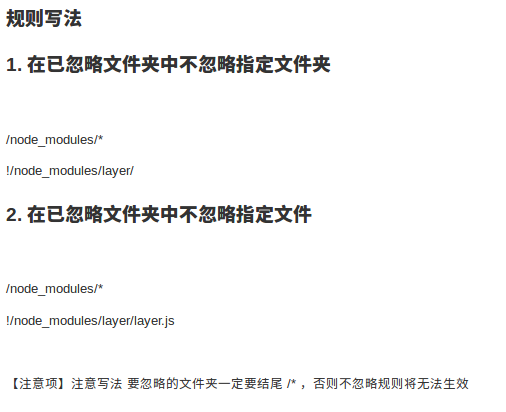 规则写法
1. 在已忽略文件夹中不忽略指定文件夹
/node_modules/*
!/node_modules/layer/
2. 在已忽略文件夹中不忽略指定文件
/node_modules/*
!/node_modules/layer/layer.js
【注意项】注意写法 要忽略的文件夹一定要结尾 /* ，否则不忽略规则将无法生效